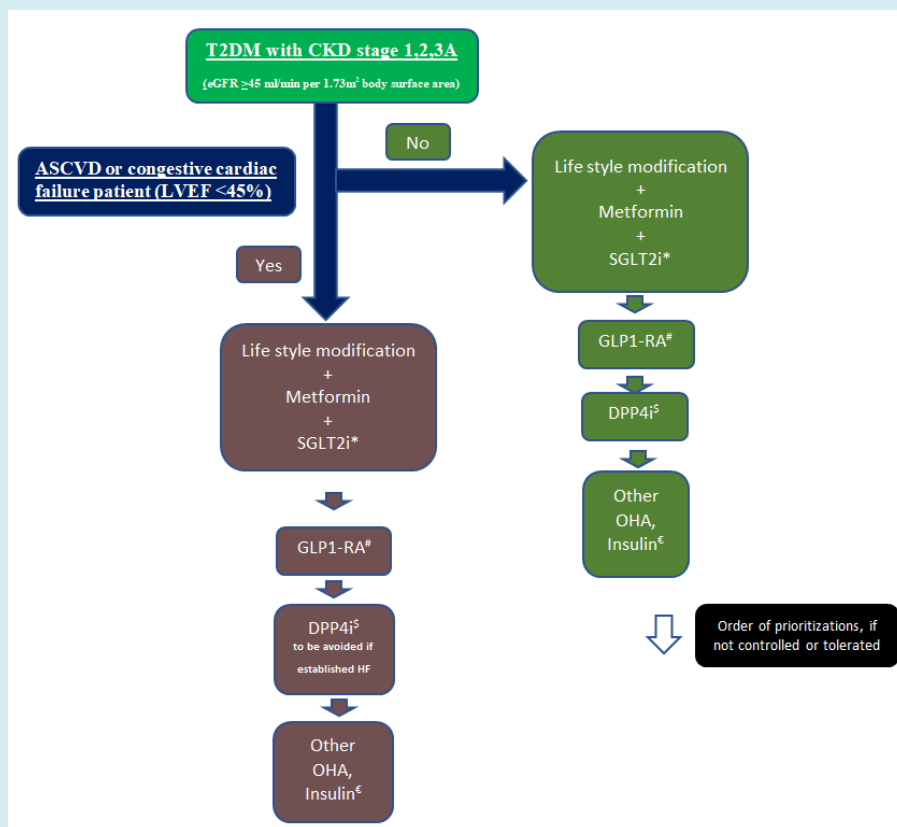 T2DM with CKD stage 1,2,3A
(eGFR ≥45 ml/min per 1.73m² body surface area)
No
ASCVD or congestive cardiac
failure patient (LVEF <45%)
Yes
Life style modification
+
Metformin
+
SGLT2i*
GLP1-RA#
DPP4i$
Other
OHA,
Insulin€
Life style modification
+
Metformin
+
SGLT2i*
GLP1-RA#
DPP4i$
to be avoided if
established HF
Other
OHA,
Insulin€
Order of prioritizations, if
not controlled or tolerated